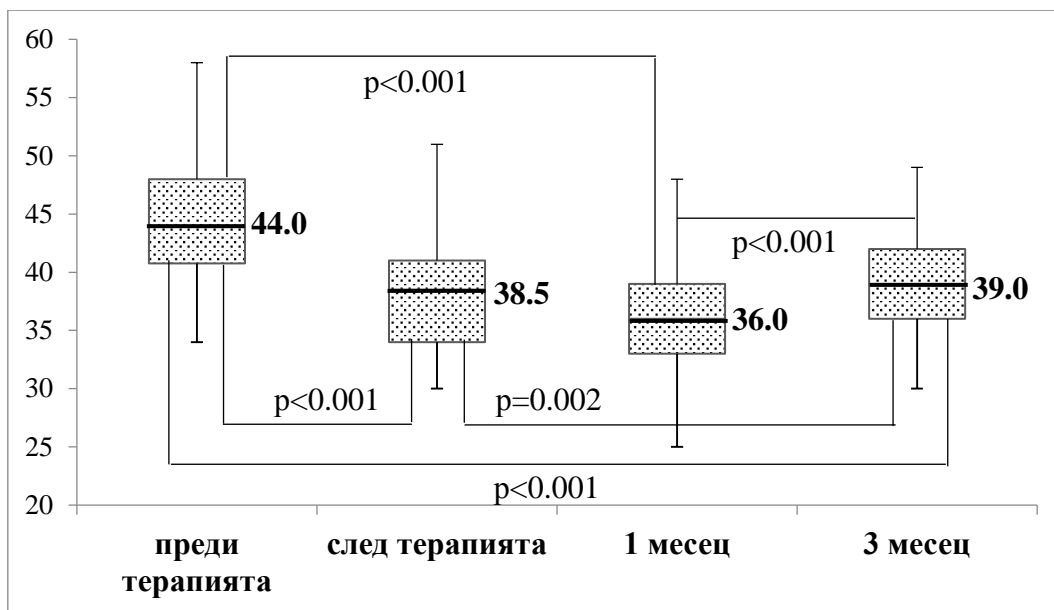 60
55
50
45
40
35
30
25
20
p<0.001
44.0
38.5
36.0
39.0
p<0.001
p<0.001
p=0.002
p<0.001
преди
терапията
след терапията
1 месец
3 месец